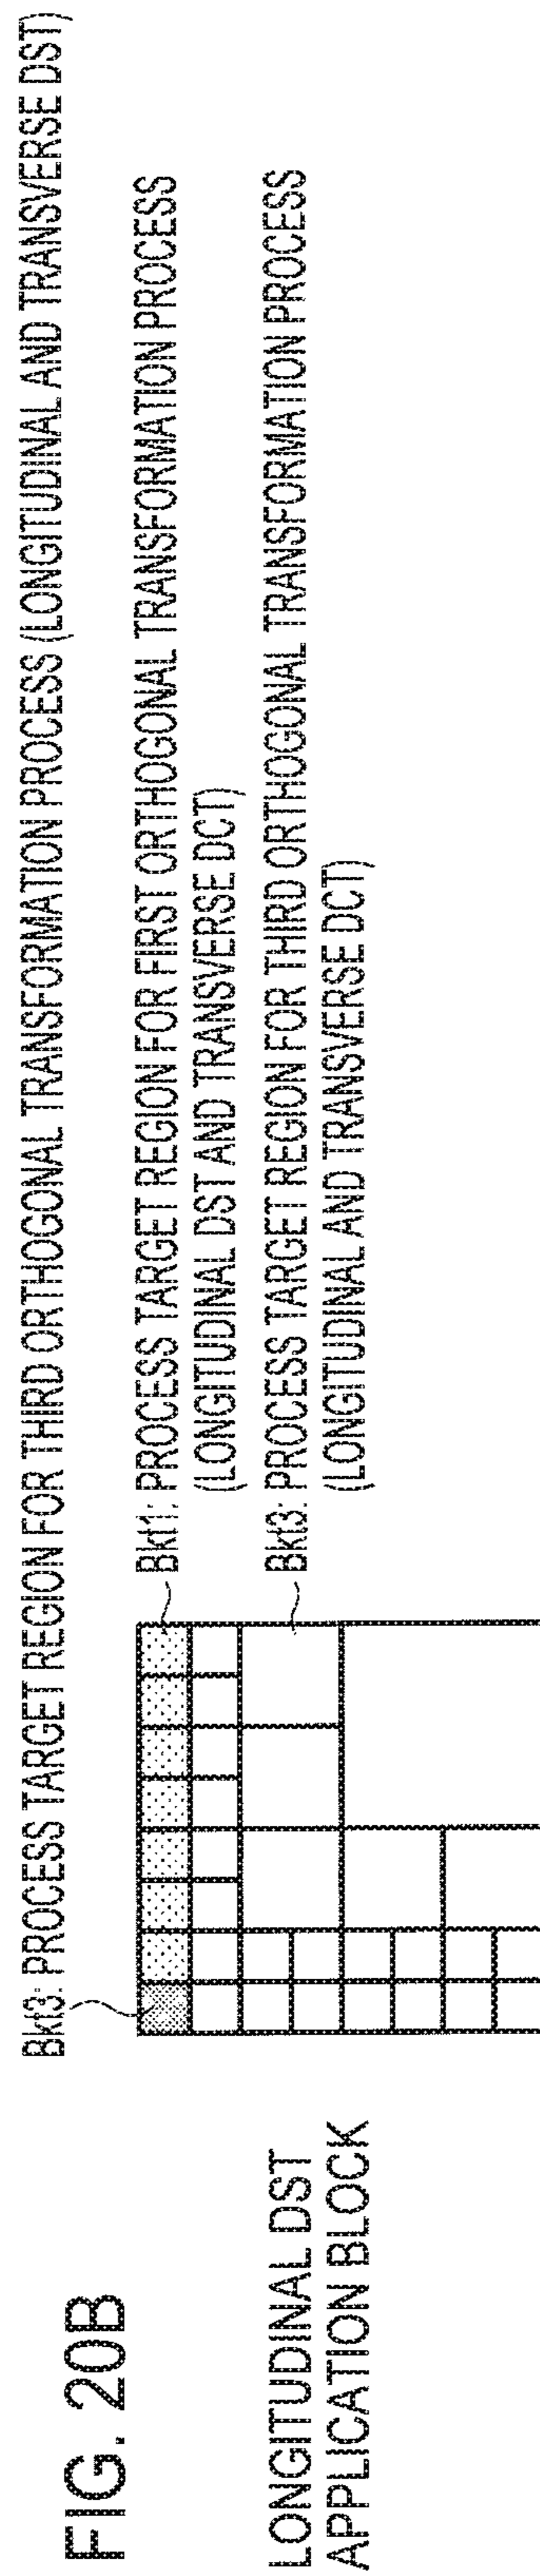 FIG. 20B
Bkt3: PROCESS TARGET REGION FOR THIRD ORTHOGONAL TRANSFORMATION PROCESS (LONGITUDINAL AND TRANSVERSE DST)
LONGITUDINAL DST
APPLICATION BLOCK
Bkt1: PROCESS TARGET REGION FOR FIRST ORTHOGONAL TRANSFORMATION PROCESS
(LONGITUDINAL DST AND TRANSVERSE DCT)
Bkt3: PROCESS TARGET REGION FOR THIRD ORTHOGONAL TRANSFORMATION PROCESS
(LONGITUDINAL AND TRANSVERSE DCT)